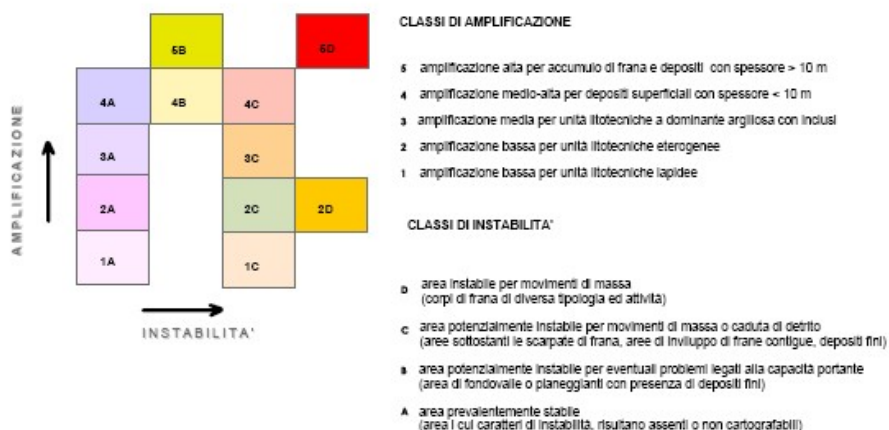 5B
5D
4A
4B
4C
3A
3C
2A
2C
2D
1A
1C
AMPLIFICAZIONE
INSTABILITA'
CLASSI DI AMPLIFICAZIONE
5 amplificazione alta per accumulo di frana e depositi con spessore > 10 m
4 amplificazione medio-alta per depositi superficiali con spessore < 10 m
3 amplificazione media per unità litotecniche a dominante argillosa con inclusi
2 amplificazione bassa per unità litotecniche eterogenee
1 amplificazione bassa per unità litotecniche lapidee
CLASSI DI INSTABILITA'
D area instabile per movimenti di massa
(corpi di frana di diversa tipologia ed attività)
C area potenzialmente instabile per movimenti di massa o caduta di detrito
(aree sottostanti le scarpate di frana, aree di inviluppo di frane contigue, depositi fini)
B area potenzialmente instabile per eventuali problemi legati alla capacità portante
(area di fondovalle o pianeggianti con presenza di depositi fini)
A area prevalentemente stabile
(area i cui caratteri di instabilità, risultano assenti o non cartografabili)